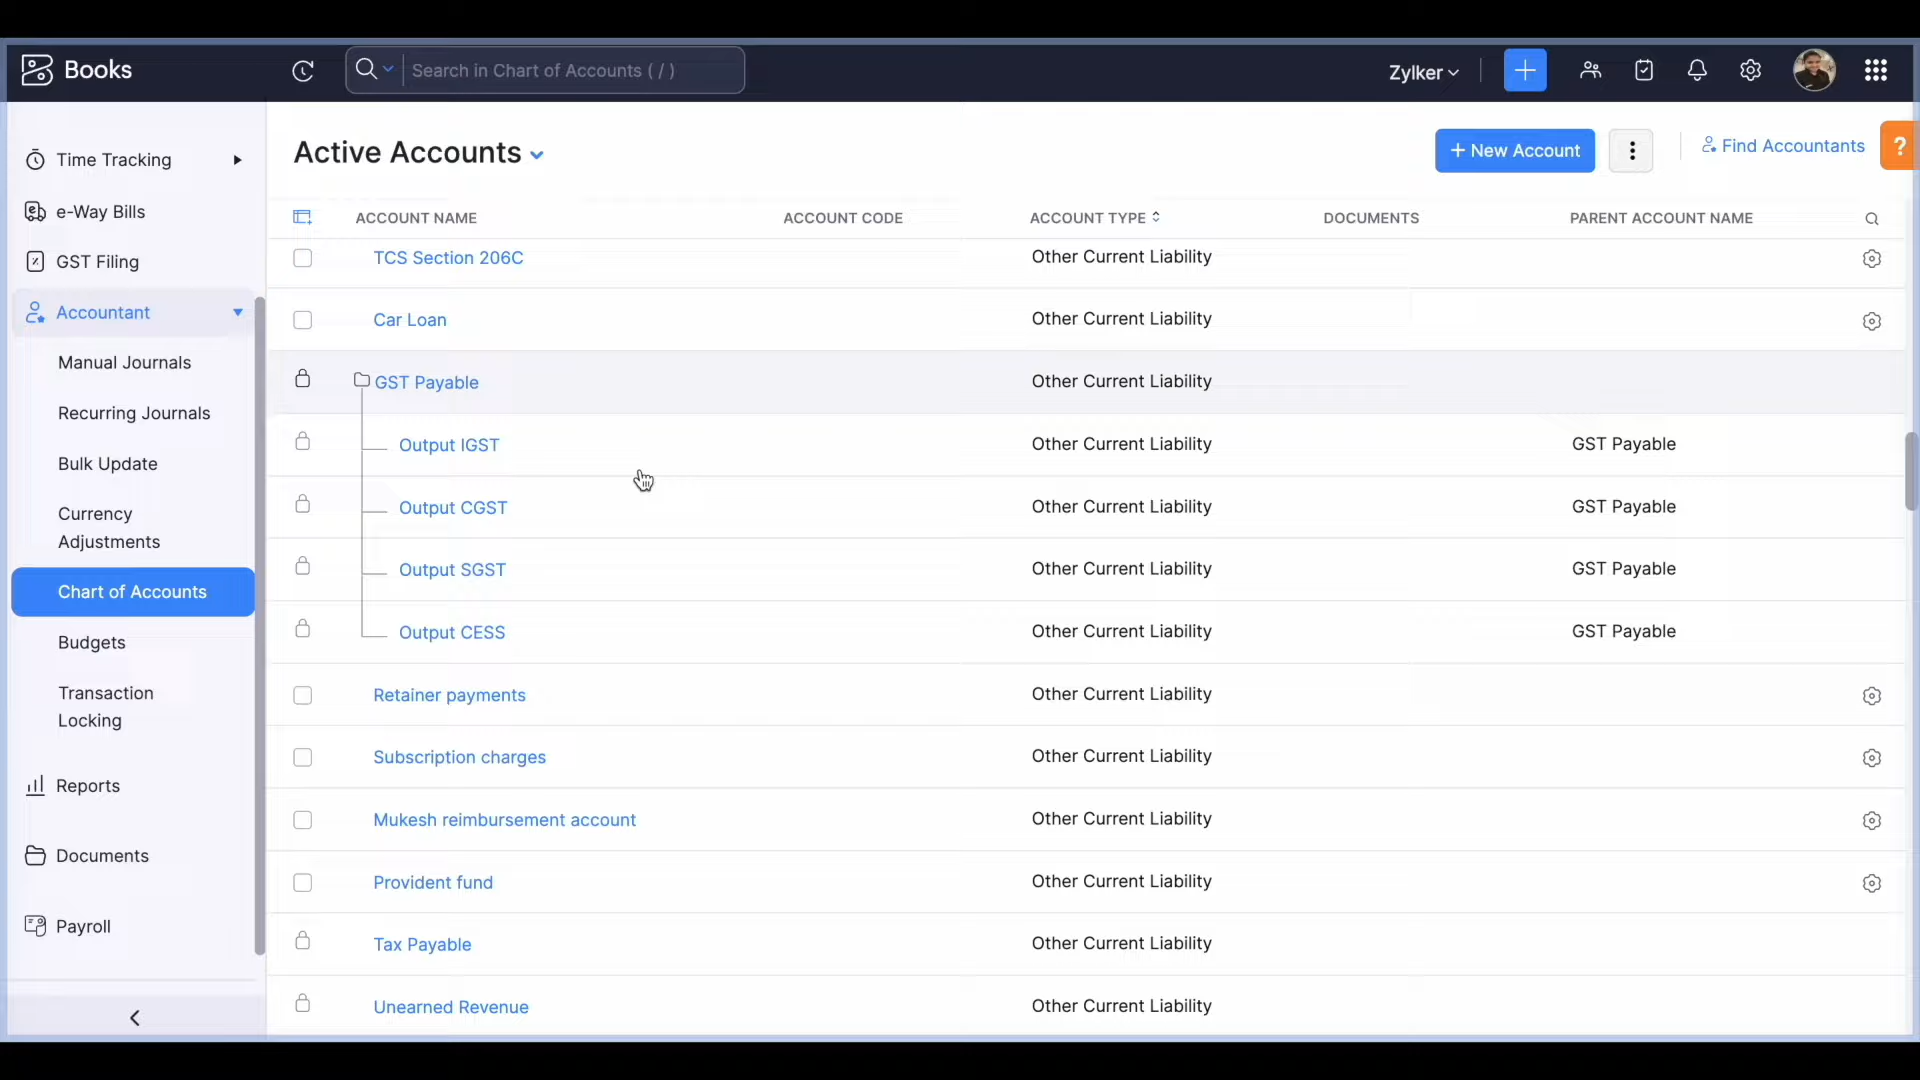 Books
Search in Chart of Accounts ( / )
Zylker
Time Tracking
e-Way Bills
GST Filing
Accountant
Manual Journals
Recurring Journals
Bulk Update
Currency
Adjustments
Chart of Accounts
Budgets
Transaction
Locking
Reports
Documents
Payroll
Active Accounts
+ New Account
Find Accountants
?
ACCOUNT NAME ACCOUNT CODE ACCOUNT TYPE DOCUMENTS PARENT ACCOUNT NAME
TCS Section 206C Other Current Liability
Car Loan Other Current Liability
GST Payable Other Current Liability
Output IGST Other Current Liability GST Payable
Output CGST Other Current Liability GST Payable
Output SGST Other Current Liability GST Payable
Output CESS Other Current Liability GST Payable
Retainer payments Other Current Liability
Subscription charges Other Current Liability
Mukesh reimbursement account Other Current Liability
Provident fund Other Current Liability
Tax Payable Other Current Liability
Unearned Revenue Other Current Liability